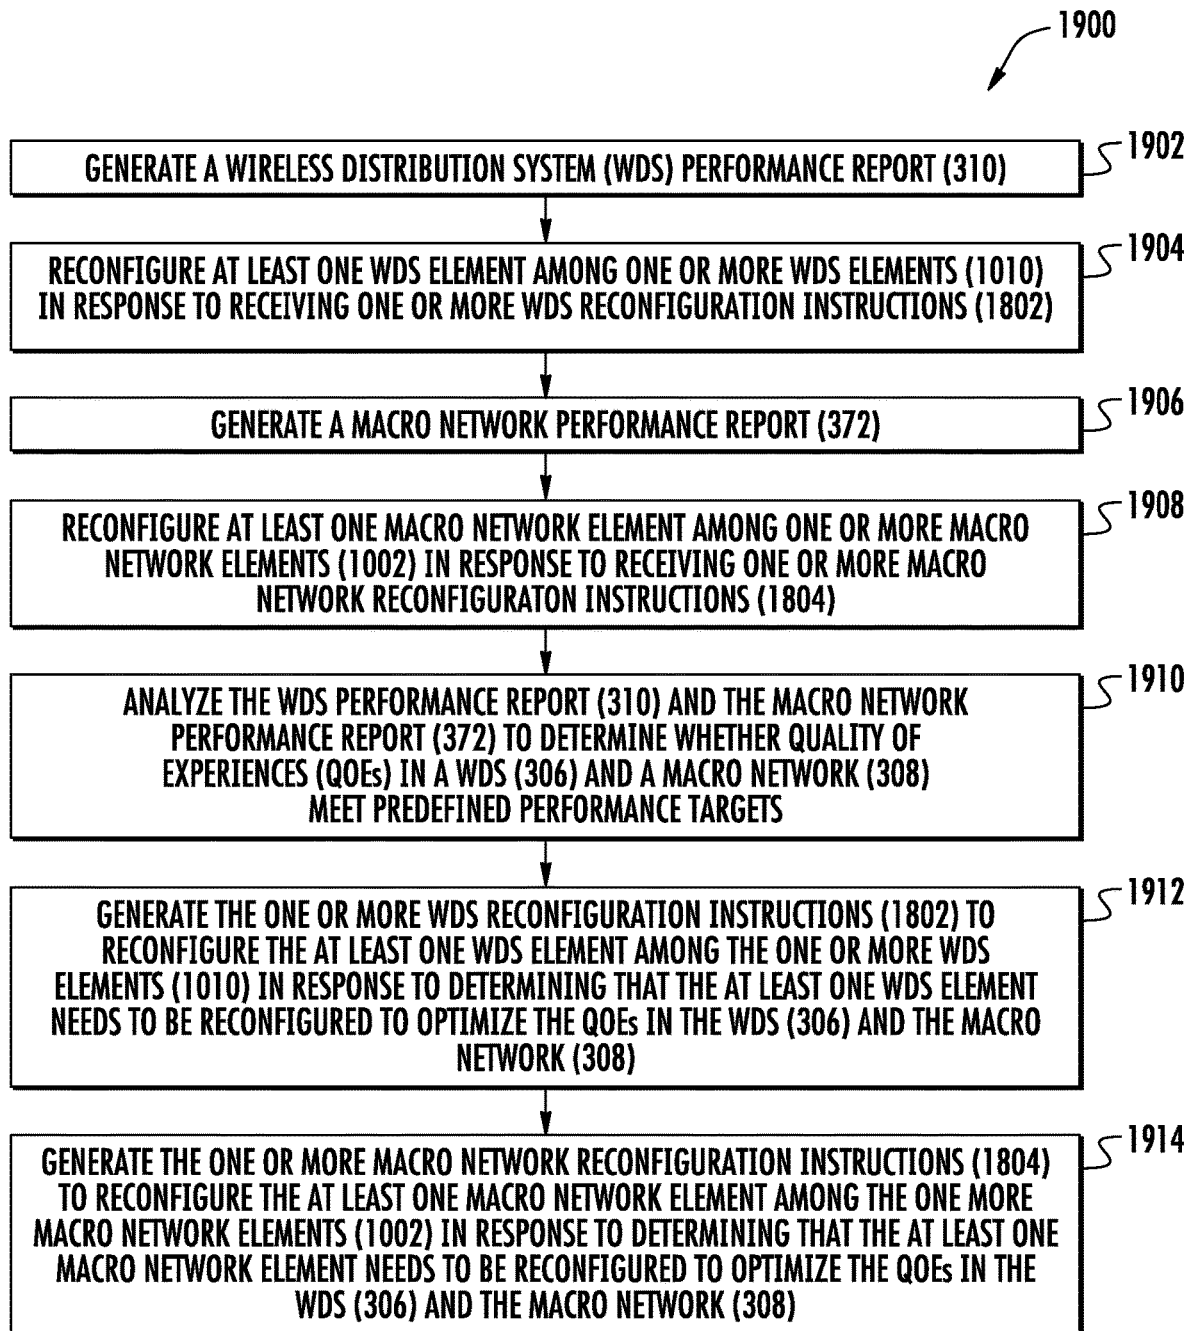 1900
1902
GENERATE A WIRELESS DISTRIBUTION SYSTEM (WDS) PERFORMANCE REPORT (310)
1904
RECONFIGURE AT LEAST ONE WDS ELEMENT AMONG ONE OR MORE WDS ELEMENTS (1010)
IN RESPONSE TO RECEIVING ONE OR MORE WDS RECONFIGURATION INSTRUCTIONS (1802)
1906
GENERATE A MACRO NETWORK PERFORMANCE REPORT (372)
1908
RECONFIGURE AT LEAST ONE MACRO NETWORK ELEMENT AMONG ONE OR MORE MACRO
NETWORK ELEMENTS (1002) IN RESPONSE TO RECEIVING ONE OR MORE MACRO
NETWORK RECONFIGURATON INSTRUCTIONS (1804)
1910
ANALYZE THE WDS PERFORMANCE REPORT (310) AND THE MACRO NETWORK
PERFORMANCE REPORT (372) TO DETERMINE WHETHER QUALITY OF
EXPERIENCES (QOEs) IN A WDS (306) AND A MACRO NETWORK (308)
MEET PREDEFINED PERFORMANCE TARGETS
1912
GENERATE THE ONE OR MORE WDS RECONFIGURATION INSTRUCTIONS (1802) TO
RECONFIGURE THE AT LEAST ONE WDS ELEMENT AMONG THE ONE OR MORE WDS
ELEMENTS (1010) IN RESPONSE TO DETERMINING THAT THE AT LEAST ONE WDS ELEMENT
NEEDS TO BE RECONFIGURED TO OPTIMIZE THE QOEs IN THE WDS (306) AND THE MACRO
NETWORK (308)
1914
GENERATE THE ONE OR MORE MACRO NETWORK RECONFIGURATION INSTRUCTIONS (1804)
TO RECONFIGURE THE AT LEAST ONE MACRO NETWORK ELEMENT AMONG THE ONE MORE
MACRO NETWORK ELEMENTS (1002) IN RESPONSE TO DETERMINING THAT THE AT LEAST ONE
MACRO NETWORK ELEMENT NEEDS TO BE RECONFIGURED TO OPTIMIZE THE QOEs IN THE
WDS (306) AND THE MACRO NETWORK (308)